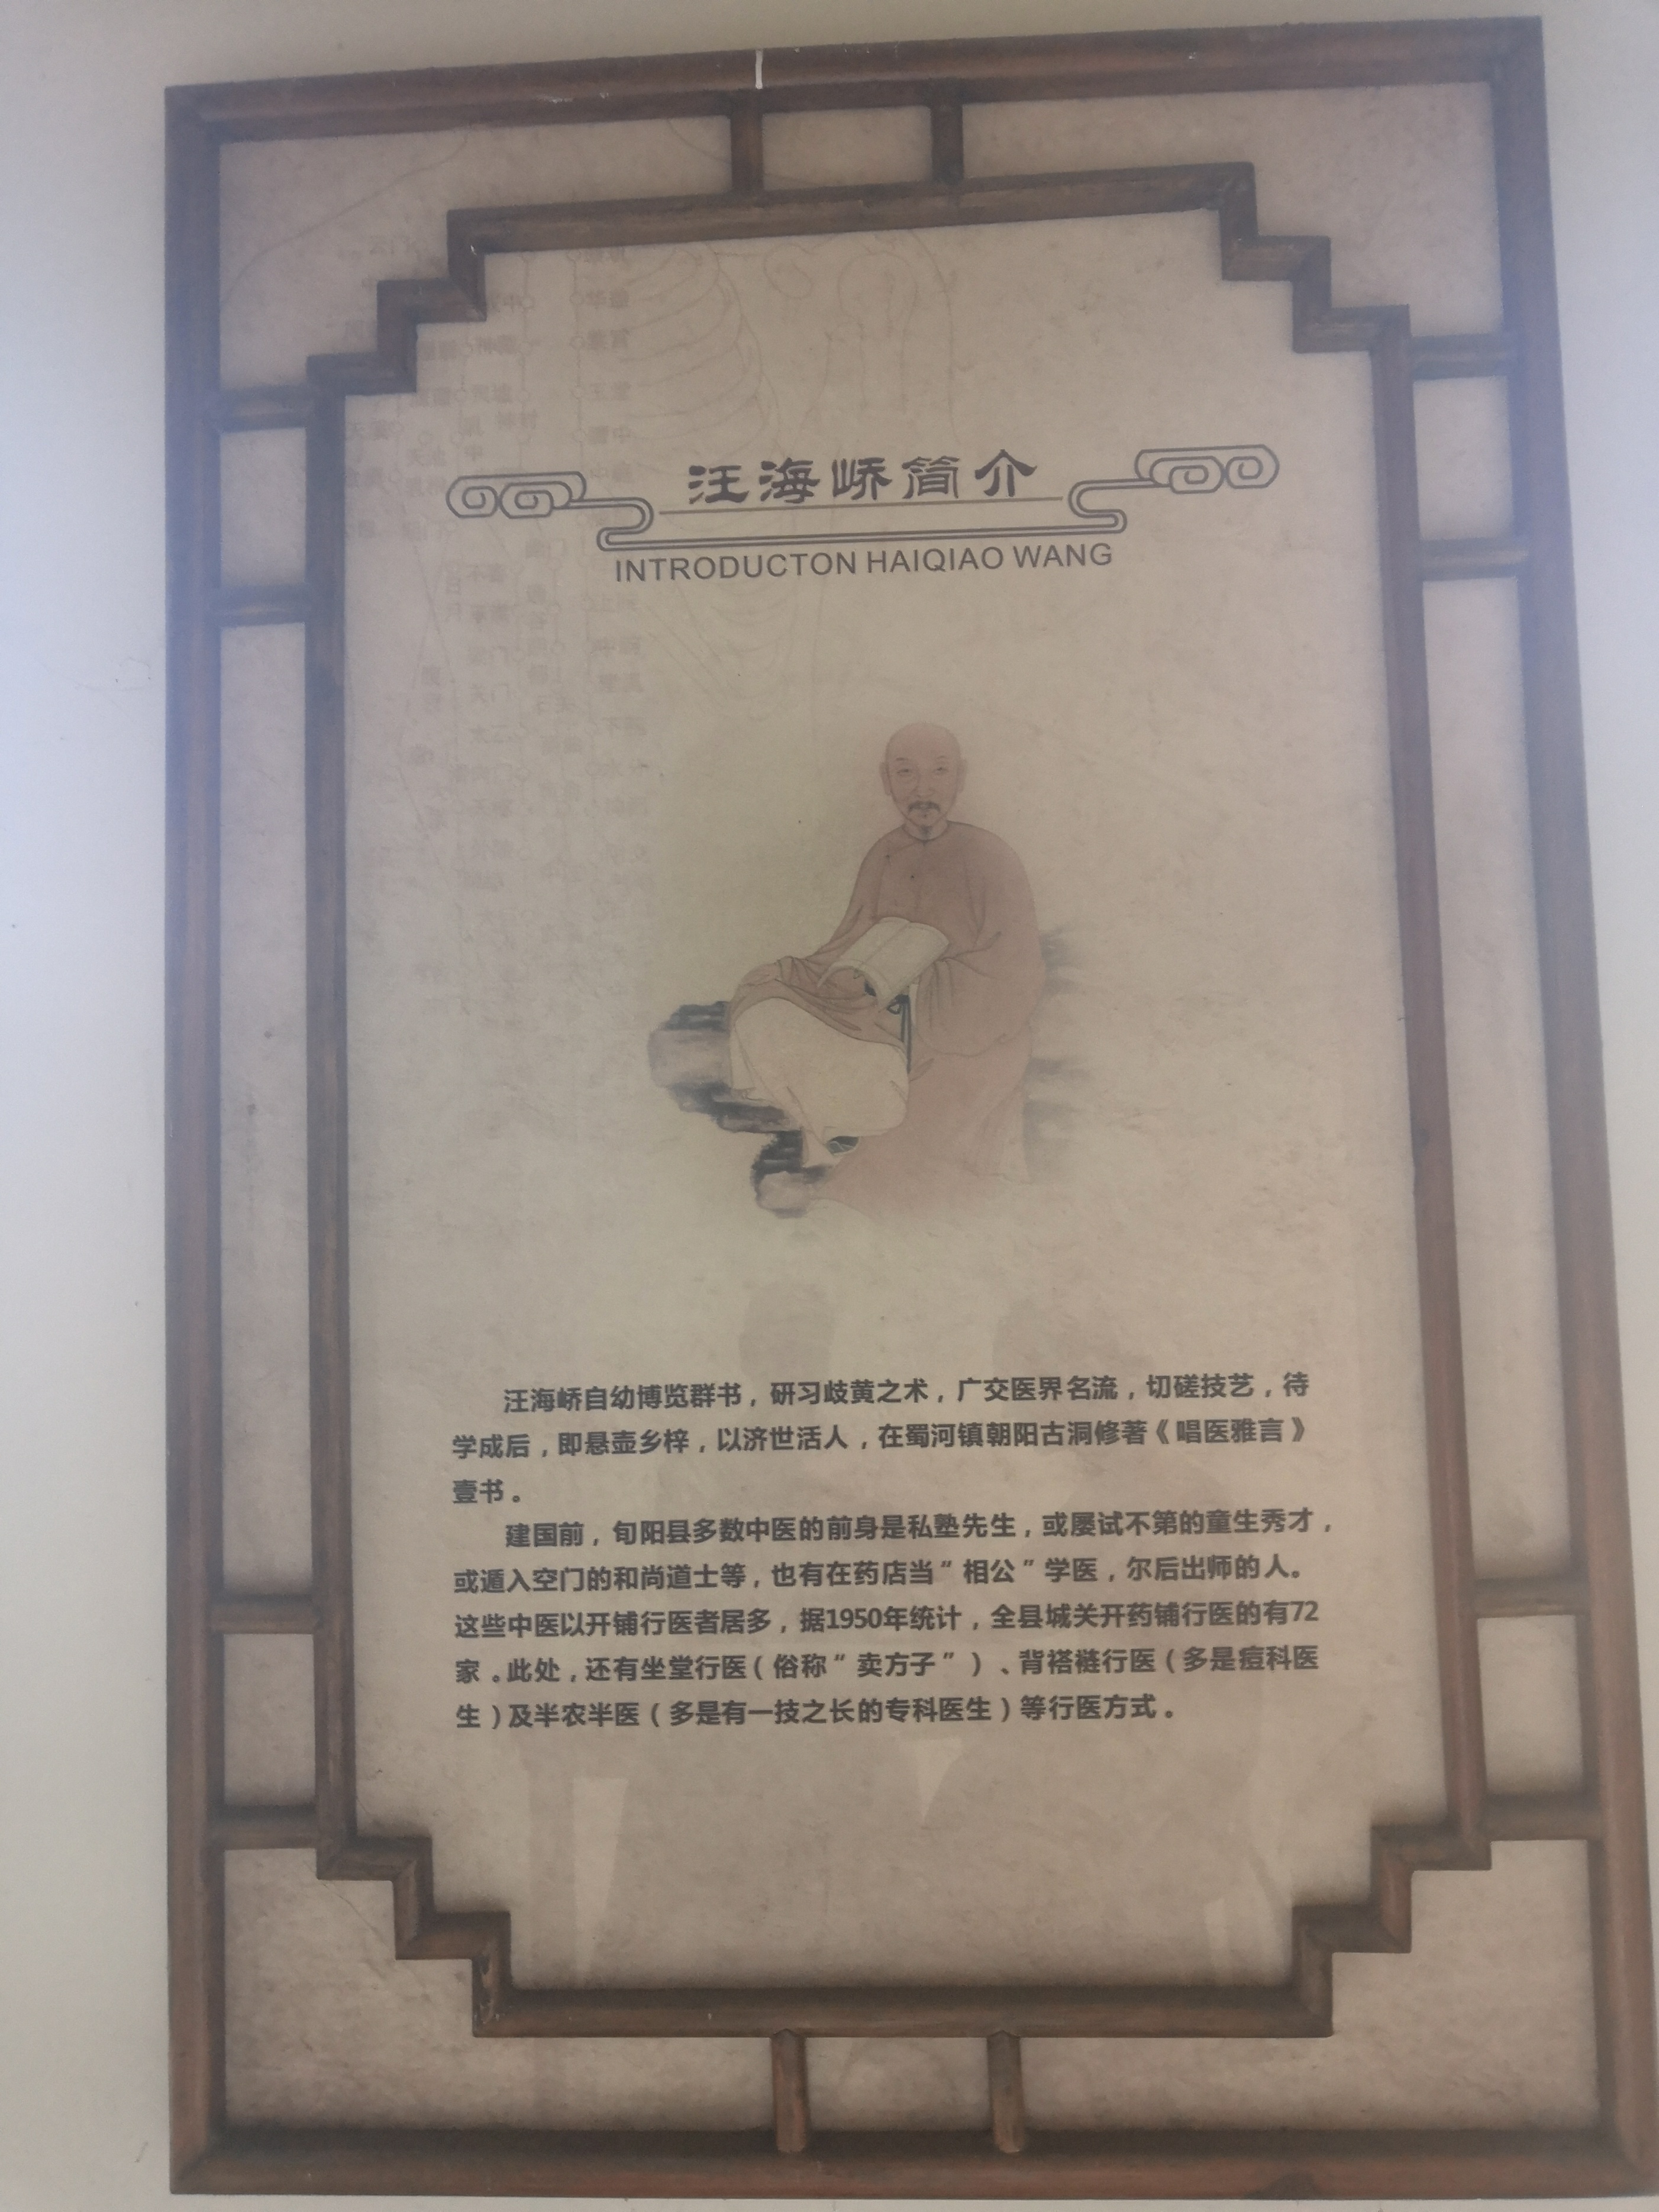 汪海峤简介
INTRODUCTON HAIQIAO WANG
汪海峤自幼博览群书，研习歧黄之术，广交医界名流，切磋技艺，待
学成后，即悬壶乡梓，以济世活人，在蜀河镇朝阳古洞修著《唱医雅言》
壹书。
建国前，旬阳县多数中医的前身是私塾先生，或屡试不第的童生秀才，
或遁入空门的和尚道士等，也有在药店当“相公”学医，尔后出师的人。
这些中医以开铺行医者居多，据1950年统计，全县城关开药铺行医的有72
家。此处，还有坐堂行医（俗称“卖方子”）、背褡裢行医（多是痘科医
生）及半农半医（多是有一技之长的专科医生）等行医方式。